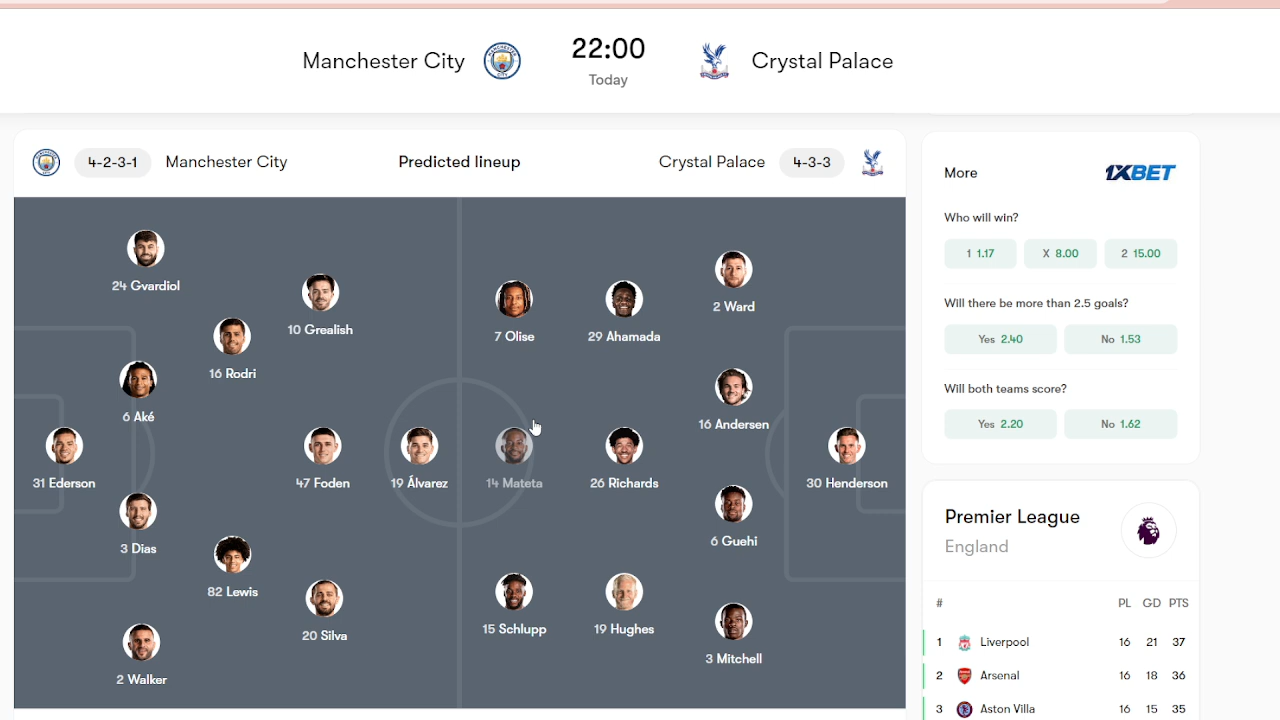 Manchester City
22:00
Today
Crystal Palace
4-2-3-1 Manchester City
Predicted lineup
Crystal Palace 4-3-3
24 Gvardiol
10 Grealish
16 Rodri
6 Aké
31 Ederson
47 Foden
19 Álvarez
3 Dias
82 Lewis
20 Silva
2 Walker
7 Olise
29 Ahamada
2 Ward
16 Andersen
14 Mateta
26 Richards
30 Henderson
6 Guehi
15 Schlupp
19 Hughes
3 Mitchell
More 1XBET
Who will win?
1 1.17 X 8.00 2 15.00
Will there be more than 2.5 goals?
Yes 2.40 No 1.53
Will both teams score?
Yes 2.20 No 1.62
Premier League
England
# PL GD PTS
1 Liverpool 16 21 37
2 Arsenal 16 18 36
3 Aston Villa 16 15 35